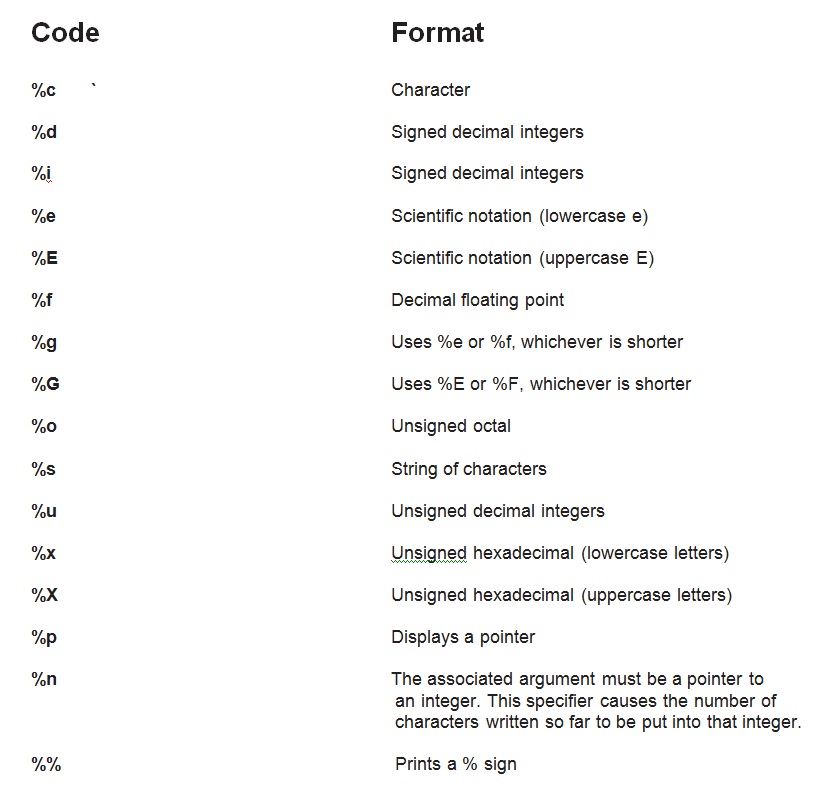 Code Format
%c ` Character
%d Signed decimal integers
%i Signed decimal integers
%e Scientific notation (lowercase e)
%E Scientific notation (uppercase E)
%f Decimal floating point
%g Uses %e or %f, whichever is shorter
%G Uses %E or %F, whichever is shorter
%o Unsigned octal
%s String of characters
%u Unsigned decimal integers
%x Unsigned hexadecimal (lowercase letters)
%X Unsigned hexadecimal (uppercase letters)
%p Displays a pointer
%n The associated argument must be a pointer to
an integer. This specifier causes the number of
characters written so far to be put into that integer.
%% Prints a % sign